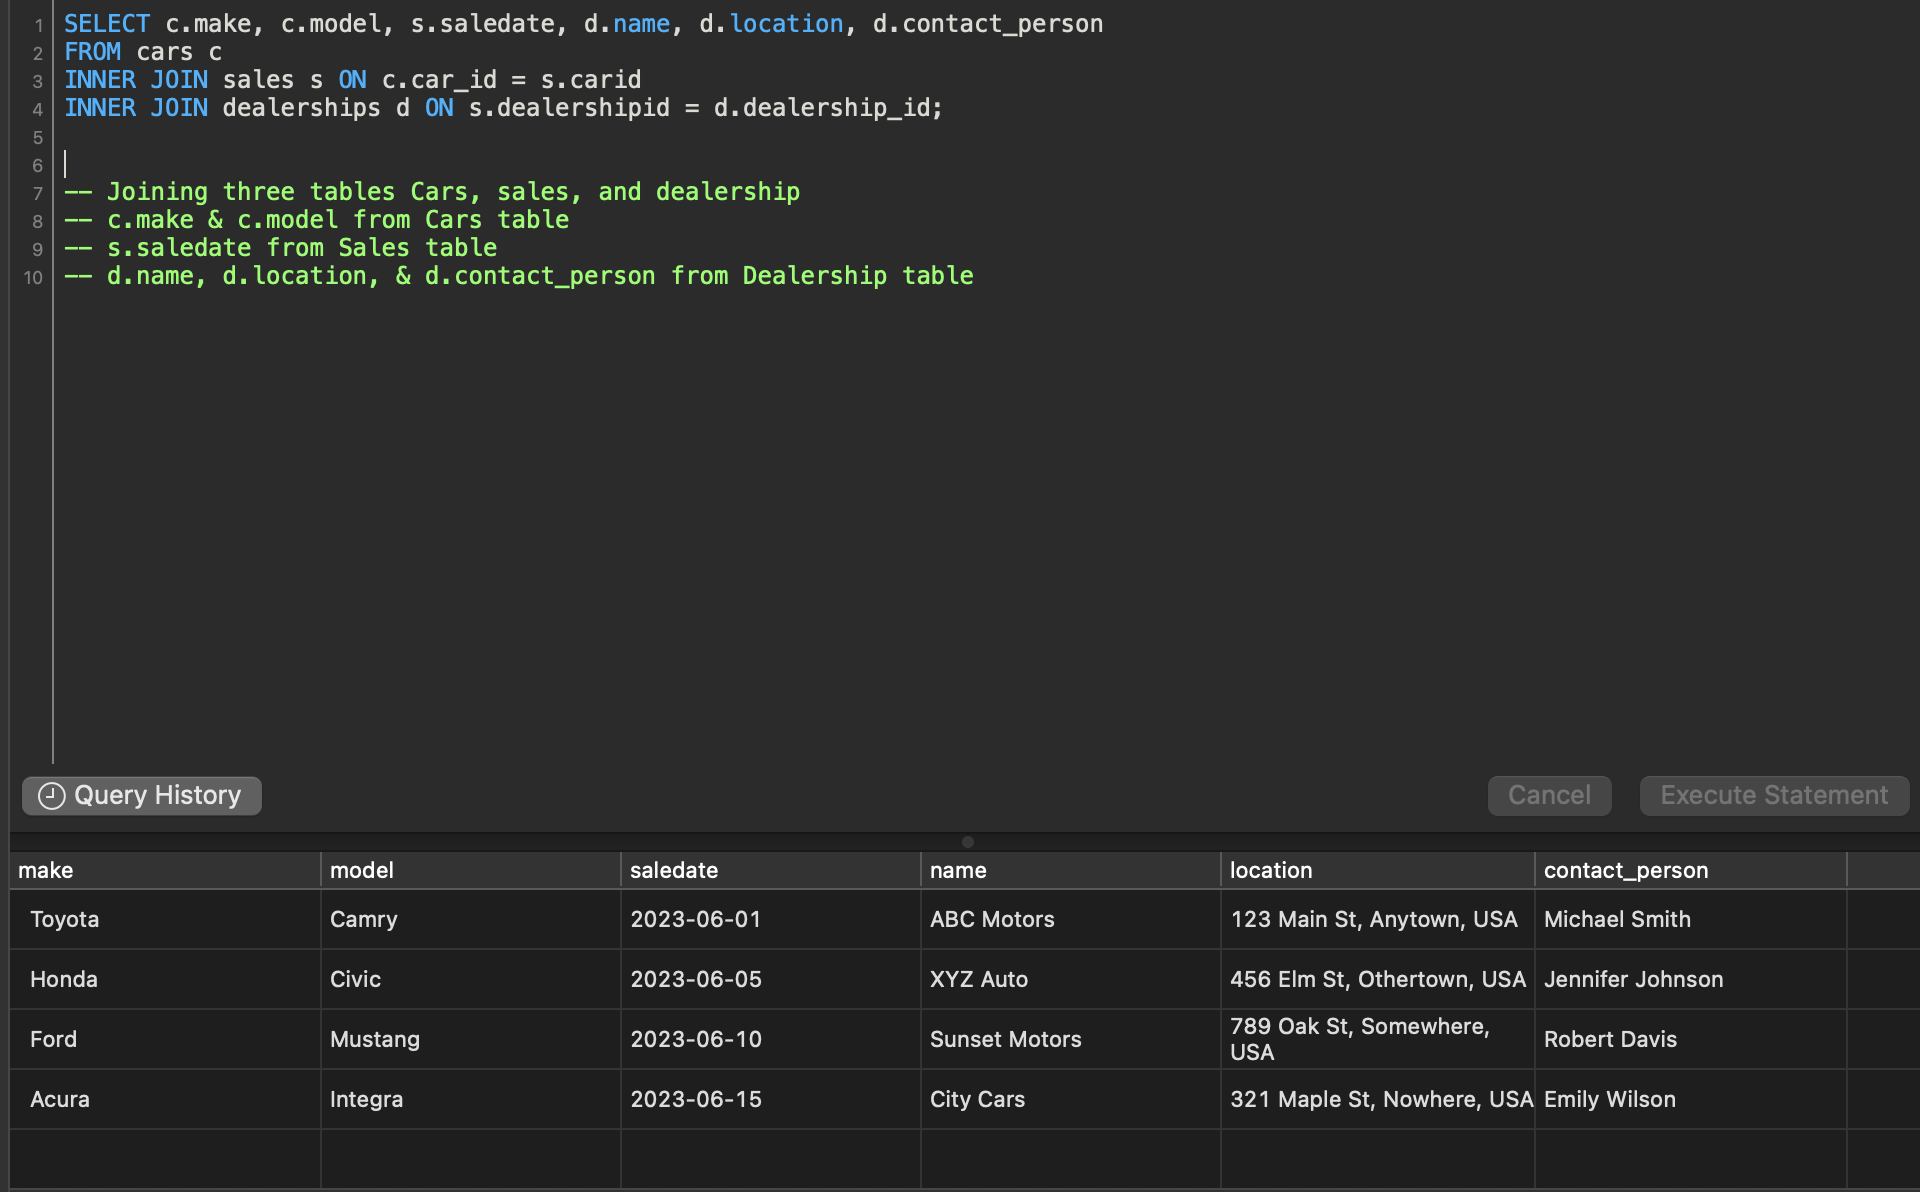 1 SELECT c.make, c.model, s.saledate, d.name, d.location, d.contact_person
2 FROM cars c
3 INNER JOIN sales s ON c.car_id = s.carid
4 INNER JOIN dealerships d ON s.dealershipid = d.dealership_id;
5
6
7 -- Joining three tables Cars, sales, and dealership
8 -- c.make & c.model from Cars table
9 -- s.saledate from Sales table
10 -- d.name, d.location, & d.contact_person from Dealership table
Query History Cancel Execute Statement
make model saledate name location contact_person
Toyota Camry 2023-06-01 ABC Motors 123 Main St, Anytown, USA Michael Smith
Honda Civic 2023-06-05 XYZ Auto 456 Elm St, Othertown, USA Jennifer Johnson
Ford Mustang 2023-06-10 Sunset Motors 789 Oak St, Somewhere, USA Robert Davis
Acura Integra 2023-06-15 City Cars 321 Maple St, Nowhere, USA Emily Wilson